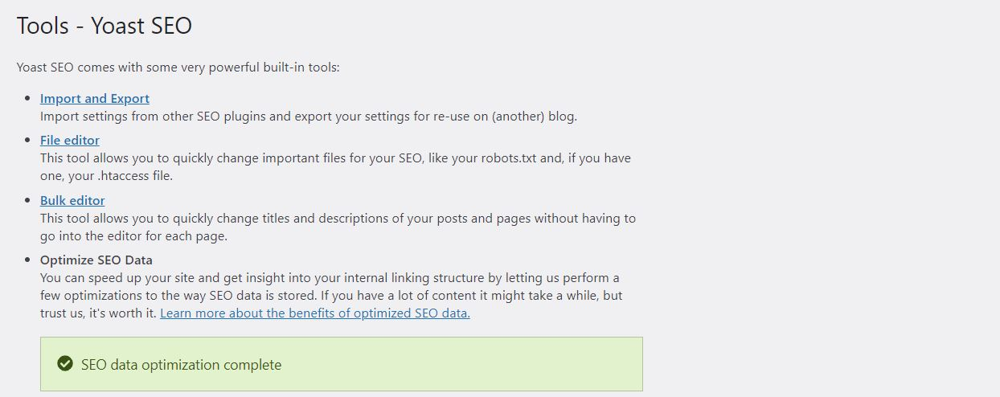 Tools - Yoast SEO
Yoast SEO comes with some very powerful built-in tools:
Import and Export
Import settings from other SEO plugins and export your settings for re-use on (another) blog.
File editor
This tool allows you to quickly change important files for your SEO, like your robots.txt and, if you have
one, your .htaccess file.
Bulk editor
This tool allows you to quickly change titles and descriptions of your posts and pages without having to
go into the editor for each page.
Optimize SEO Data
You can speed up your site and get insight into your internal linking structure by letting us perform a
few optimizations to the way SEO data is stored. If you have a lot of content it might take a while, but
trust us, it's worth it. Learn more about the benefits of optimized SEO data.
SEO data optimization complete